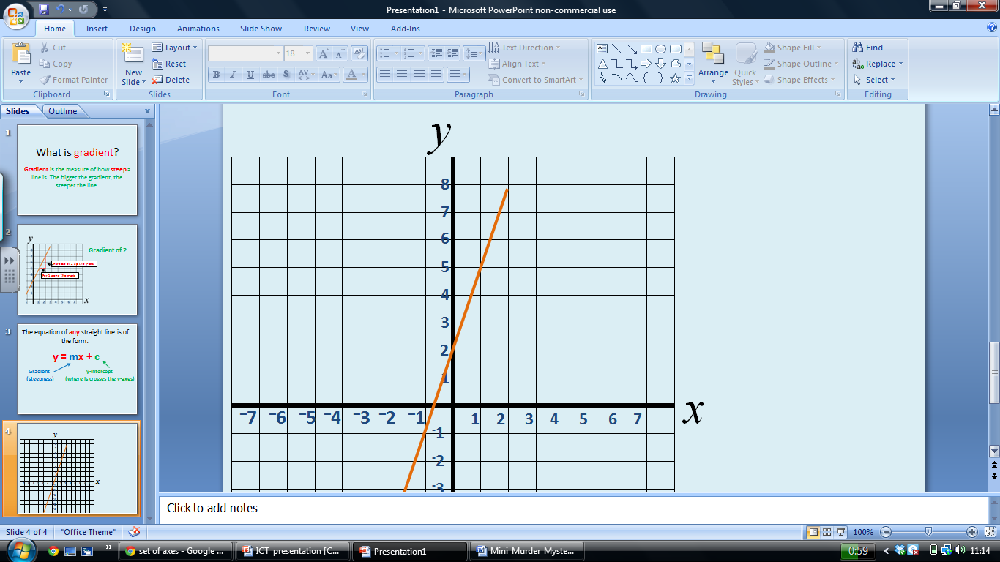 Presentation1 - Microsoft PowerPoint non-commercial use
Home Insert Design Animations Slide Show Review View Add-Ins
Paste
Cut
Copy
Format Painter
Clipboard
New Slide
Layout
Reset
Delete
Slides
18
B I U abc S AV Aa A
Font
Text Direction
Align Text
Convert to SmartArt
Paragraph
Arrange
Quick Styles
Shape Fill
Shape Outline
Shape Effects
Drawing
Find
Replace
Select
Editing
Slides Outline x
1
What is gradient?
Gradient is the measure of how steep a
line is. The bigger the gradient, the
steeper the line.
2
y
Gradient of 2
x
3
The equation of any straight line is of
the form:
y = mx + c
Gradient
(steepness)
y-intercept
(where is crosses the y-axes)
4
y
x
y
8
7
6
5
4
3
2
1
-7 -6 -5 -4 -3 -2 -1 1 2 3 4 5 6 7
x
-1
-2
-3
Click to add notes
Slide 4 of 4 "Office Theme" 100%
set of axes - Google ... ICT_presentation [C... Presentation1 Mini_Murder_Myste... 0:59 11:14